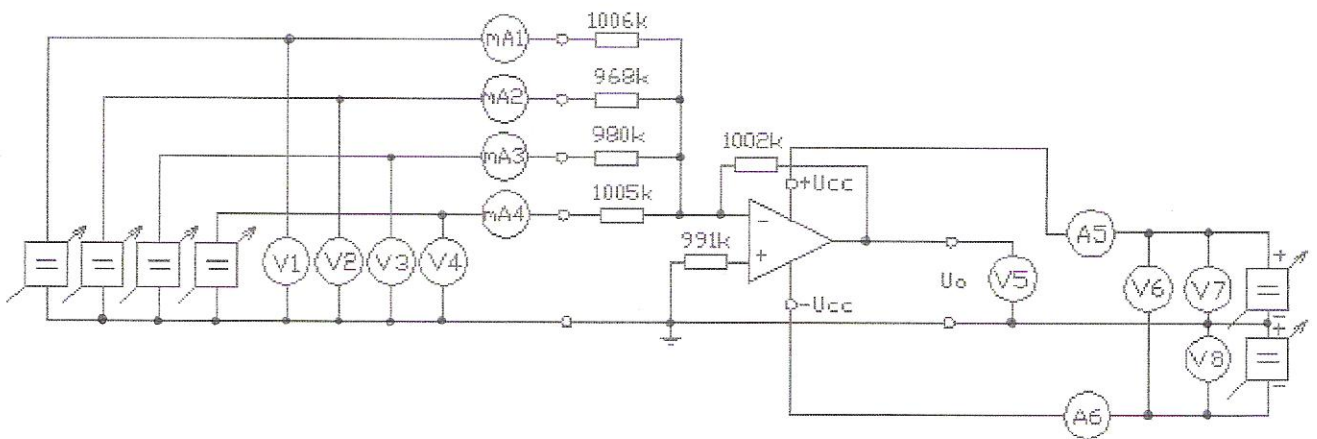 1006k
mA1
968k
mA2
980k
mA3
1002k
1005k
+Ucc
mA4
A5
991k
−
+
V1 V2 V3 V4
Uo
V5
V6 V7
+
−
-Ucc
+
V8
−
A6